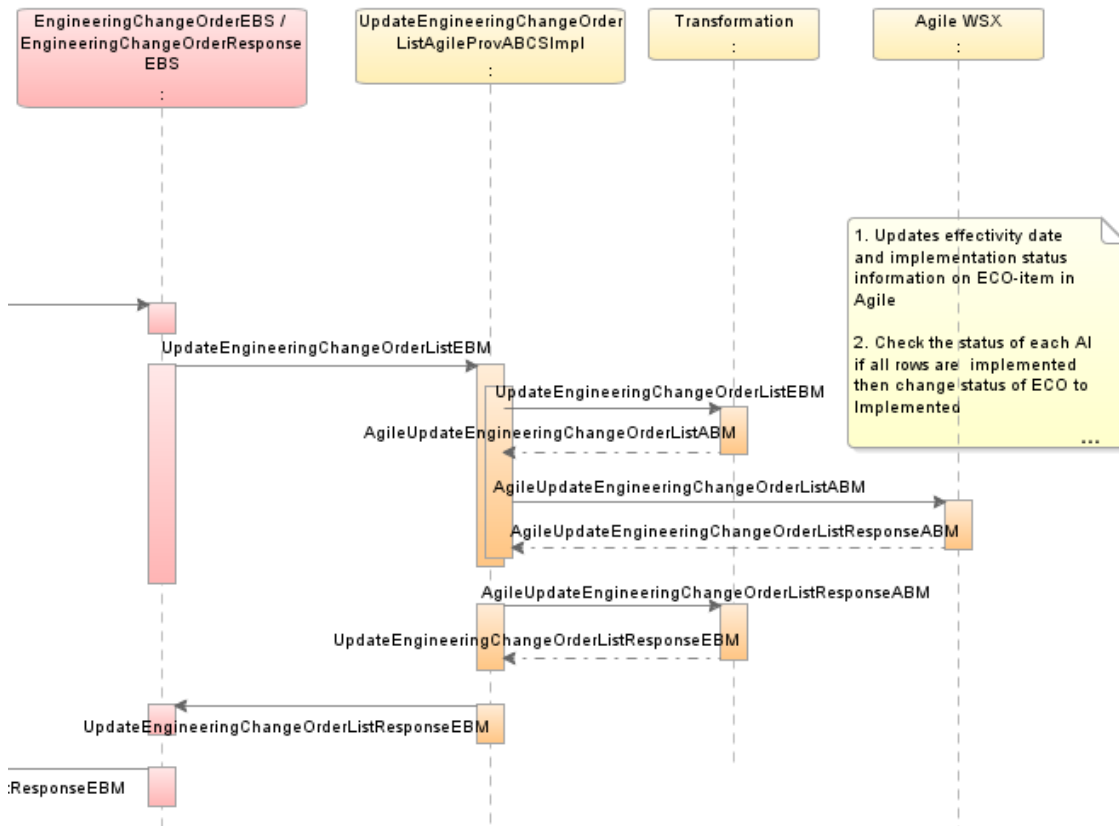 EngineeringChangeOrderEBS /
EngineeringChangeOrderResponse
EBS
:
UpdateEngineeringChangeOrder
ListAgileProvABCSImpl
:
Transformation
:
Agile WSX
:
1. Updates effectivity date
and implementation status
information on ECO-item in
Agile
2. Check the status of each AI
if all rows are implemented
then change status of ECO to
Implemented
...
UpdateEngineeringChangeOrderListEBM
UpdateEngineeringChangeOrderListEBM
AgileUpdateEngineeringChangeOrderListABM
AgileUpdateEngineeringChangeOrderListABM
AgileUpdateEngineeringChangeOrderListResponseABM
AgileUpdateEngineeringChangeOrderListResponseABM
UpdateEngineeringChangeOrderListResponseEBM
UpdateEngineeringChangeOrderListResponseEBM
tResponseEBM